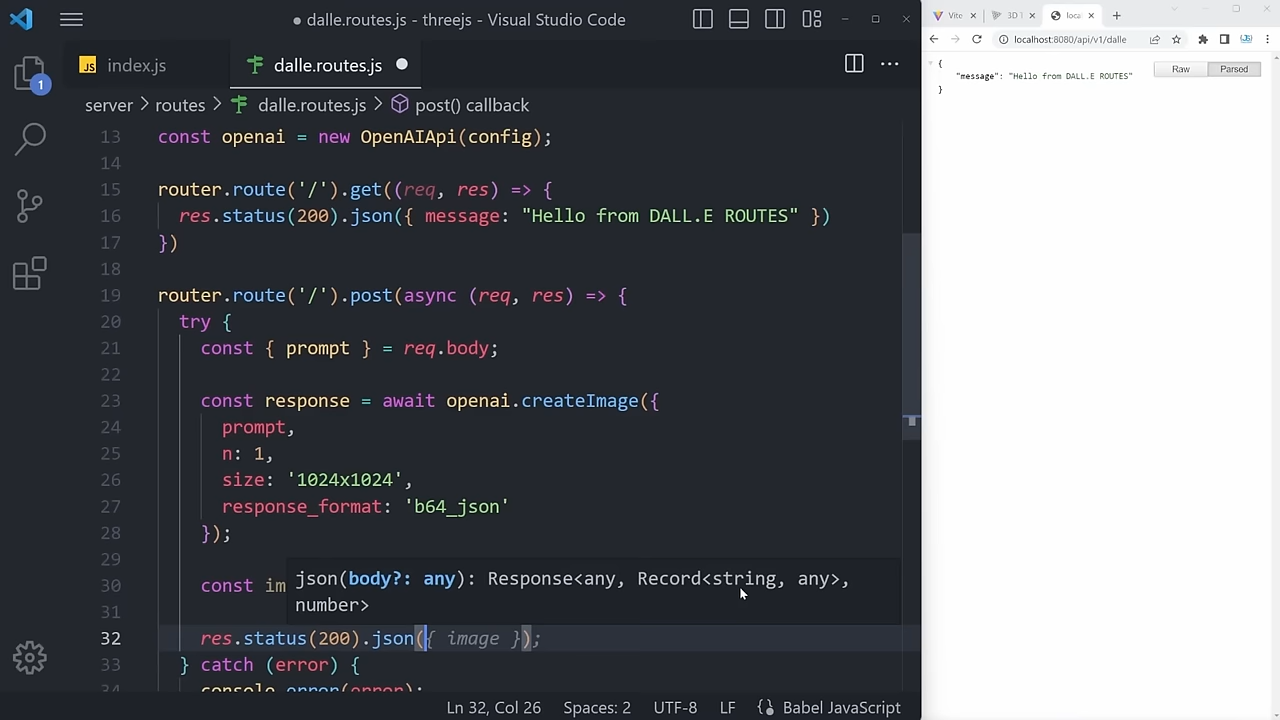 dalle.routes.js - threejs - Visual Studio Code
JS index.js
dalle.routes.js
1
server > routes > dalle.routes.js > post() callback
13 const openai = new OpenAIApi(config);
14
15 router.route('/').get((req, res) => {
16 res.status(200).json({ message: "Hello from DALL.E ROUTES" })
17 })
18
19 router.route('/').post(async (req, res) => {
20 try {
21 const { prompt } = req.body;
22
23 const response = await openai.createImage({
24 prompt,
25 n: 1,
26 size: '1024x1024',
27 response_format: 'b64_json'
28 });
29
30 const im
json(body?: any): Response<any, Record<string, any>,
number>
31
32 res.status(200).json({ image });
33 } catch (error) {
34 console.error(error);
Ln 32, Col 26 Spaces: 2 UTF-8 LF {} Babel JavaScript
Vite
3D T
loca
localhost:8080/api/v1/dalle
{
"message": "Hello from DALL.E ROUTES"
}
Raw Parsed